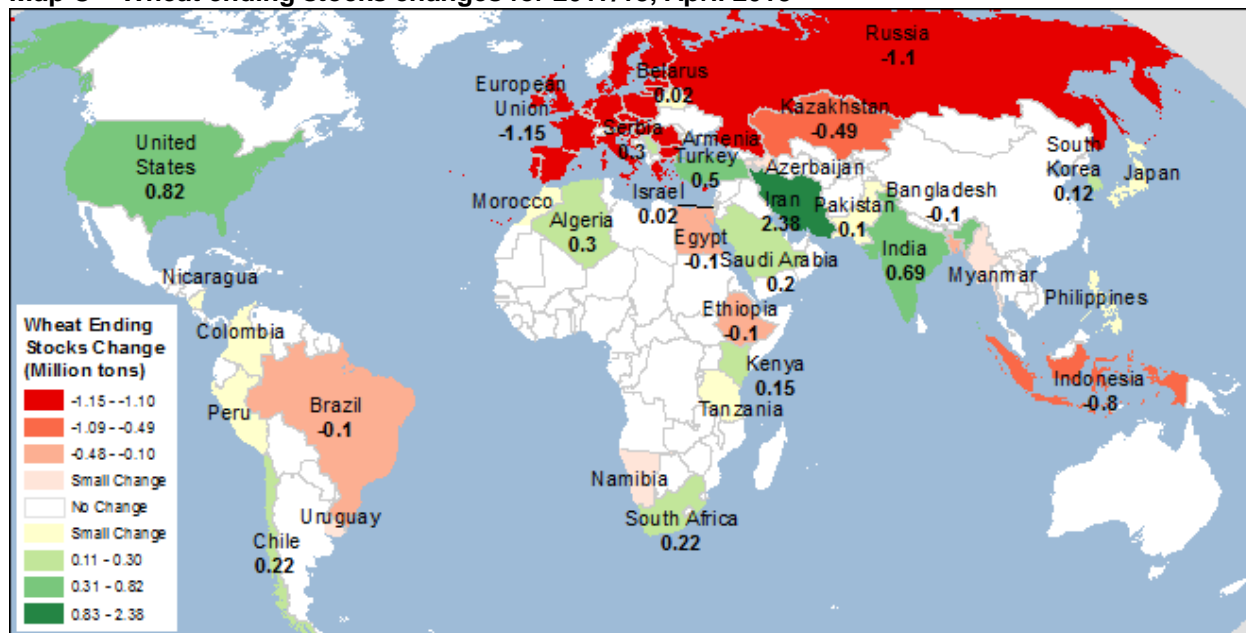 Russia
-1.1
Belarus
0.02
European
Union
-1.15
Kazakhstan
-0.49
Serbia
0.3
Armenia
United
States
0.82
Turkey
0.5
Azerbaijan
South
Korea
0.12
Japan
Israel
0.02
Iran
2.38
Bangladesh
-0.1
Morocco
Pakistan
0.1
Algeria
0.3
Egypt
-0.1
India
0.69
Saudi Arabia
0.2
Myanmar
Nicaragua
Philippines
Ethiopia
-0.1
Colombia
Kenya
0.15
Indonesia
-0.8
Peru
Brazil
-0.1
Tanzania
Namibia
Uruguay
South Africa
0.22
Chile
0.22
Wheat Ending
Stocks Change
(Million tons)
-1.15 - -1.10
-1.09 - -0.49
-0.48 - -0.10
Small Change
No Change
Small Change
0.11 - 0.30
0.31 - 0.82
0.83 - 2.38